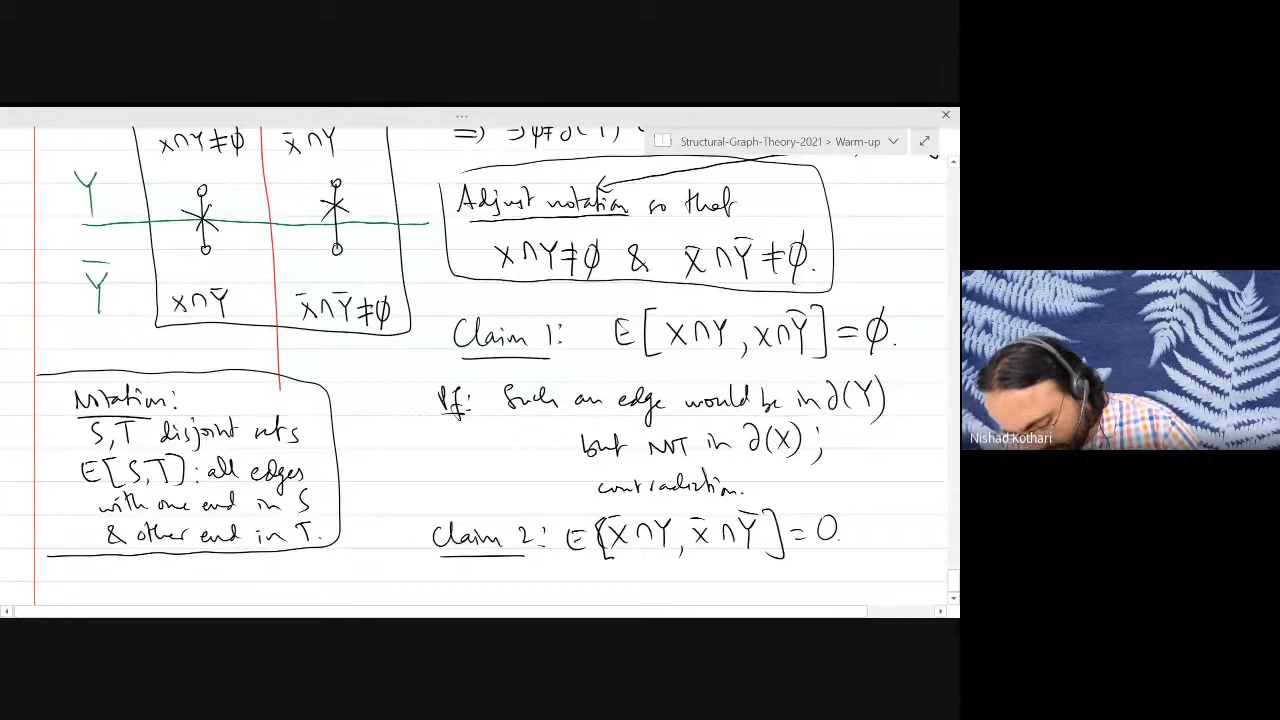 X∩Y≠φ X̄∩Y
Y
Ȳ
X∩Ȳ X̄∩Ȳ≠φ
Notation:
S,T disjoint sets
E[S,T]: all edges
with one end in S
& other end in T.
Structural-Graph-Theory-2021 > Warm-up
Adjust notation so that
X∩Y≠φ & X̄∩Ȳ≠φ.
Claim 1: E[X∩Y, X∩Ȳ]=φ.
Pf: Such an edge would be in ∂(Y)
but NOT in ∂(X);
contradiction.
Claim 2: E[X̄∩Y, X̄∩Ȳ]=0
Nishad Kothari